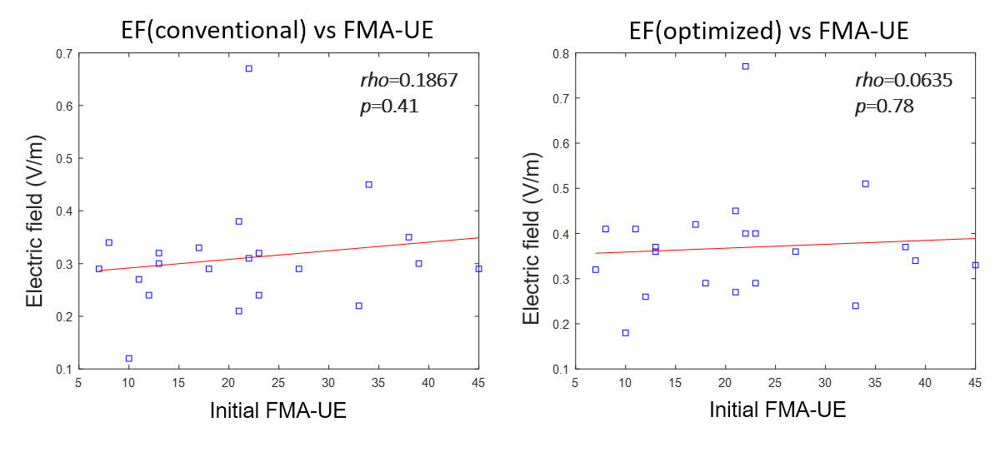 EF(conventional) vs FMA-UE
rho=0.1867
p=0.41
Electric field (V/m)
0.7
0.6
0.5
0.4
0.3
0.2
0.1
5 10 15 20 25 30 35 40 45
Initial FMA-UE
EF(optimized) vs FMA-UE
rho=0.0635
p=0.78
Electric field (V/m)
0.8
0.7
0.6
0.5
0.4
0.3
0.2
0.1
5 10 15 20 25 30 35 40 45
Initial FMA-UE